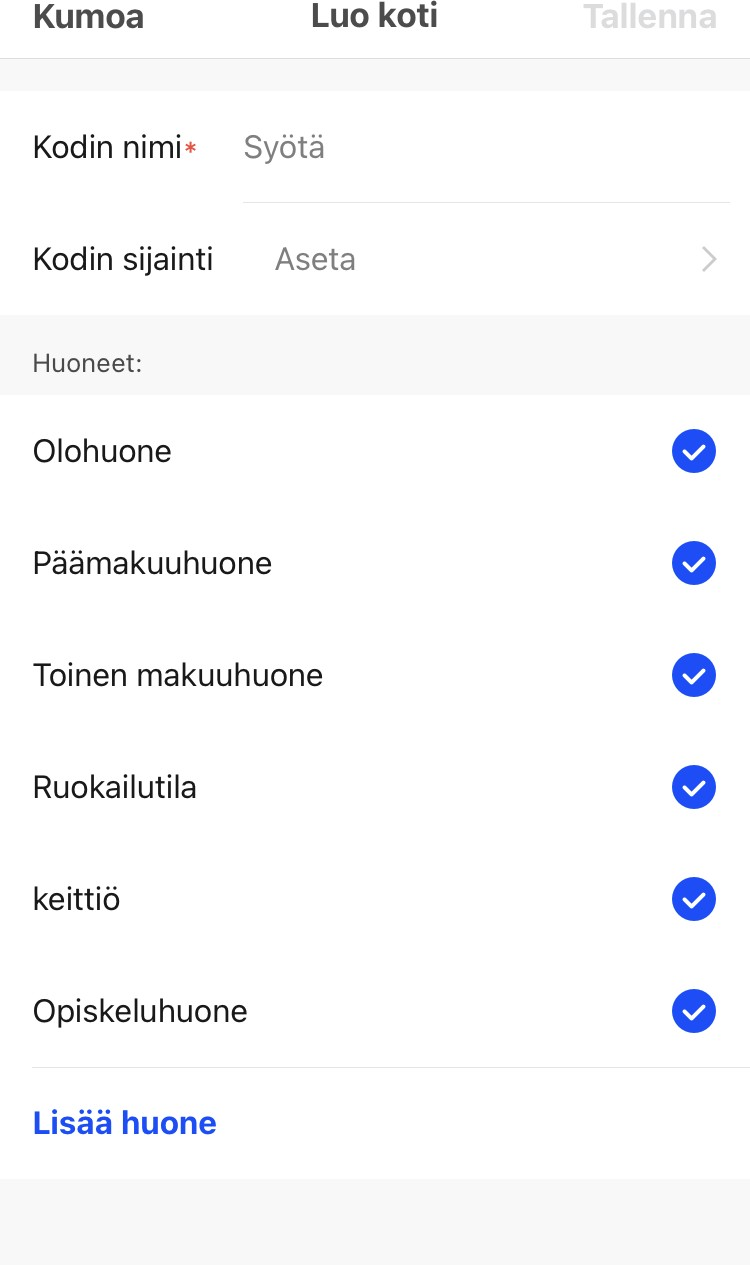 Kumoa Luo koti Tallenna
Kodin nimi* Syötä
Kodin sijainti Aseta
Huoneet:
Olohuone
Päämakuuhuone
Toinen makuuhuone
Ruokailutila
keittiö
Opiskeluhuone
Lisää huone